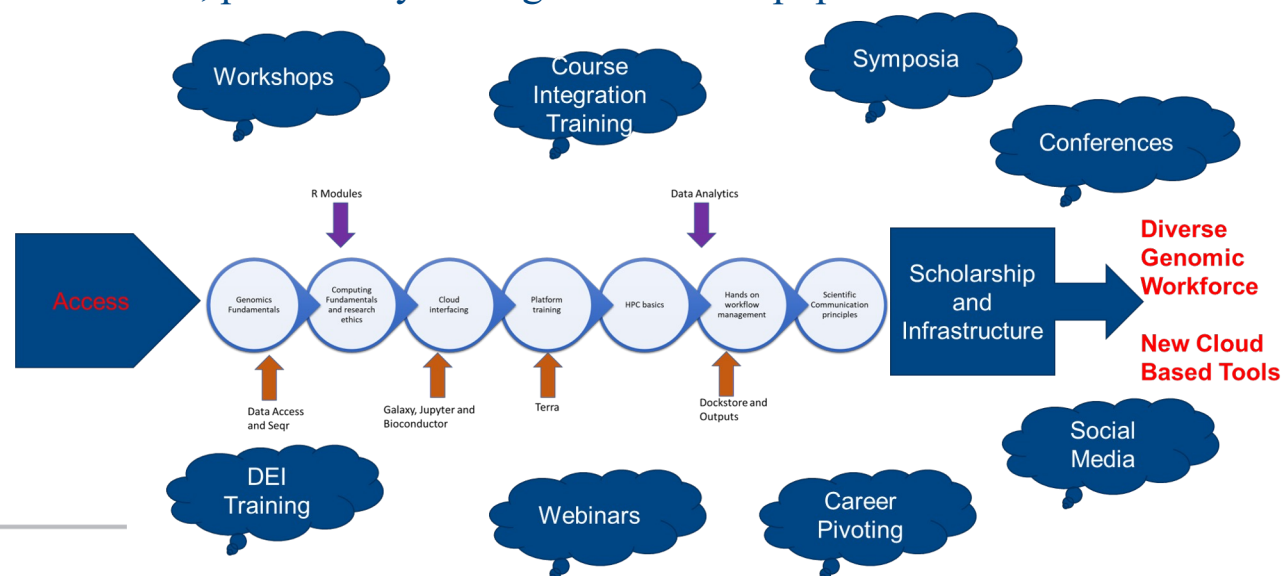 Workshops
Course
Integration
Training
Symposia
Conferences
R Modules
Data Analytics
Access
Genomics
Fundamentals
Computing
Fundamentals
and research
ethics
Cloud
interfacing
Platform
training
HPC basics
Hands on
workflow
management
Scientific
Communication
principles
Scholarship
and
Infrastructure
Diverse
Genomic
Workforce
New Cloud
Based Tools
Data Access
and Seqr
Galaxy, Jupyter and
Bioconductor
Terra
Dockstore and
Outputs
DEI
Training
Webinars
Career
Pivoting
Social
Media